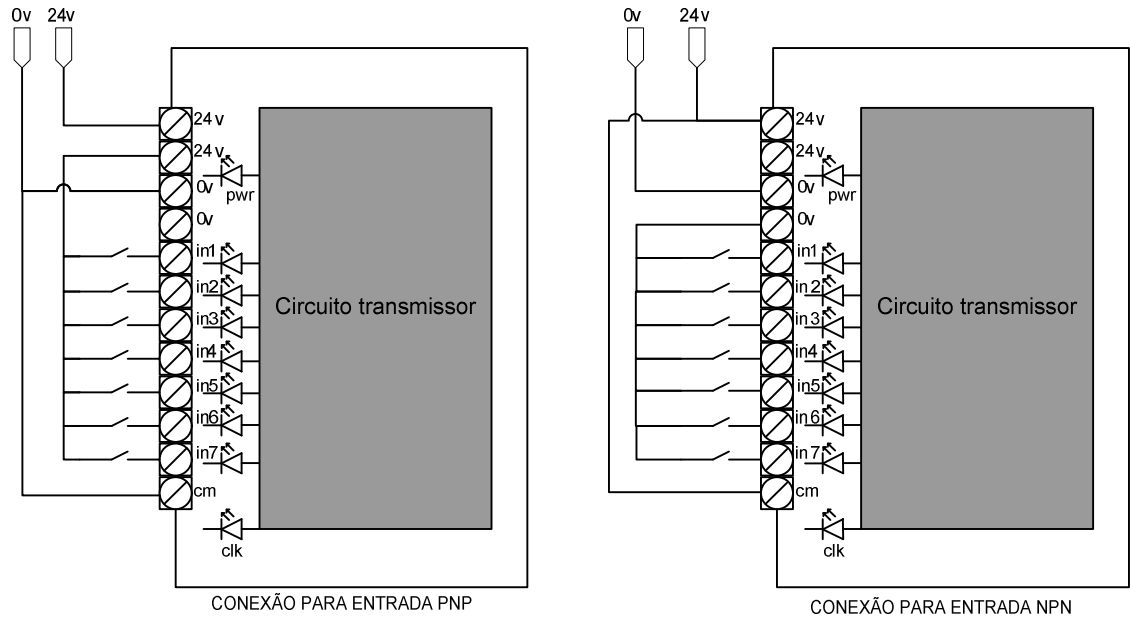 0v 24v
24v
24v
pwr
0v
0v
in1
in2
in3
in4
in5
in6
in7
cm
clk
Circuito transmissor
CONEXÃO PARA ENTRADA PNP
0v 24v
24v
24v
pwr
0v
0v
in1
in2
in3
in4
in5
in6
in7
cm
clk
Circuito transmissor
CONEXÃO PARA ENTRADA NPN